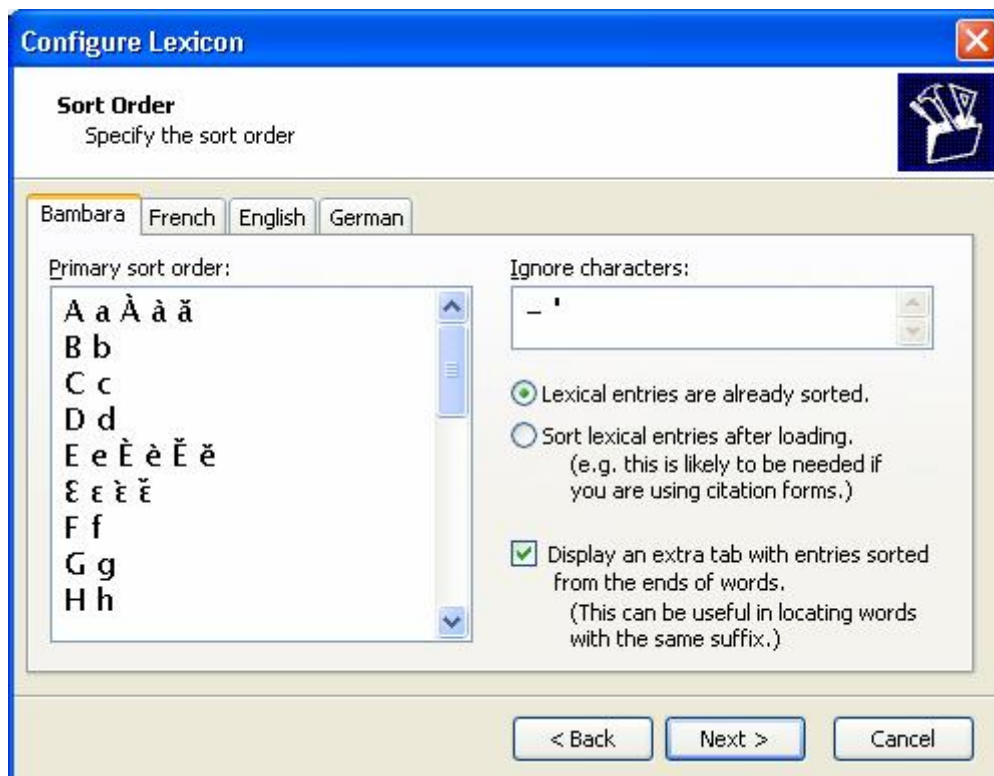 Configure Lexicon
Sort Order
Specify the sort order
Bambara French English German
Primary sort order:
A a À à ǎ
B b
C c
D d
E e È è Ě ě
Ɛ ɛ ɛ̀ ɛ̌
F f
G g
H h
Ignore characters:
– '
Lexical entries are already sorted.
Sort lexical entries after loading.
(e.g. this is likely to be needed if
you are using citation forms.)
Display an extra tab with entries sorted
from the ends of words.
(This can be useful in locating words
with the same suffix.)
< Back Next > Cancel